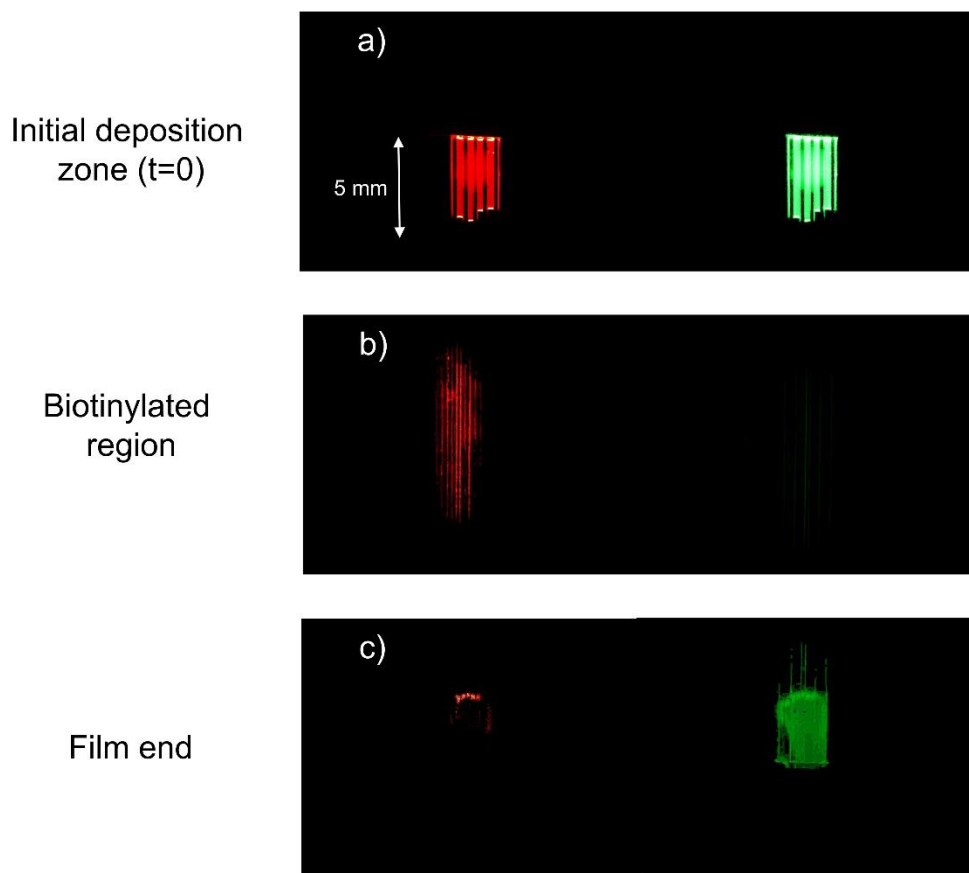 a)
Initial deposition
zone (t=0)
5 mm
b)
Biotinylated
region
c)
Film end